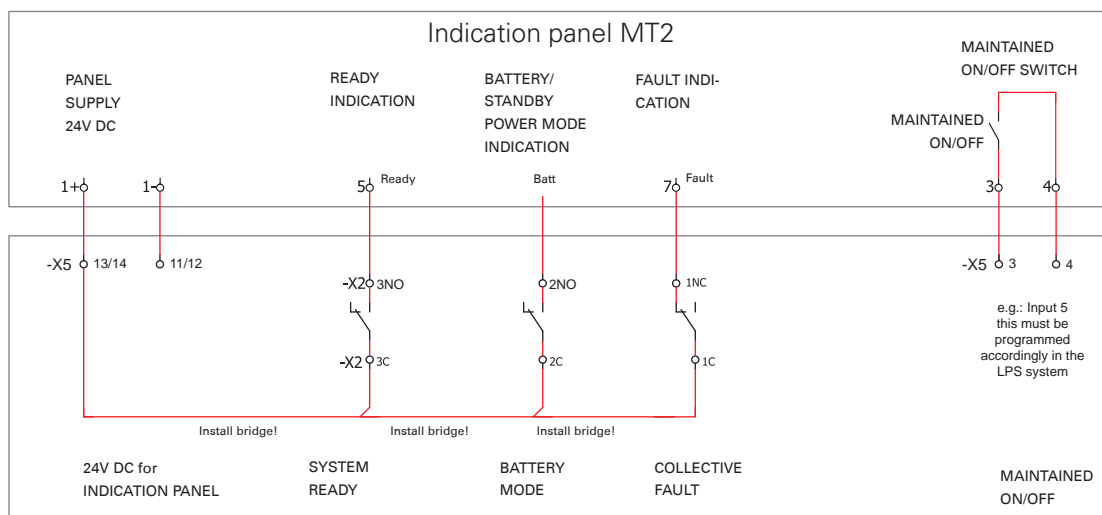 Indication panel MT2
PANEL
SUPPLY
24V DC
READY
INDICATION
BATTERY/
STANDBY
POWER MODE
INDICATION
FAULT INDI-
CATION
MAINTAINED
ON/OFF SWITCH
MAINTAINED
ON/OFF
1+
1-
5
Ready
Batt
7
Fault
3
4
-X5
13/14
11/12
-X2
3NO
2NO
1NC
-X5
3
4
-X2
3C
2C
1C
e.g.: Input 5
this must be
programmed
accordingly in the
LPS system
Install bridge!
Install bridge!
Install bridge!
24V DC for
INDICATION PANEL
SYSTEM
READY
BATTERY
MODE
COLLECTIVE
FAULT
MAINTAINED
ON/OFF